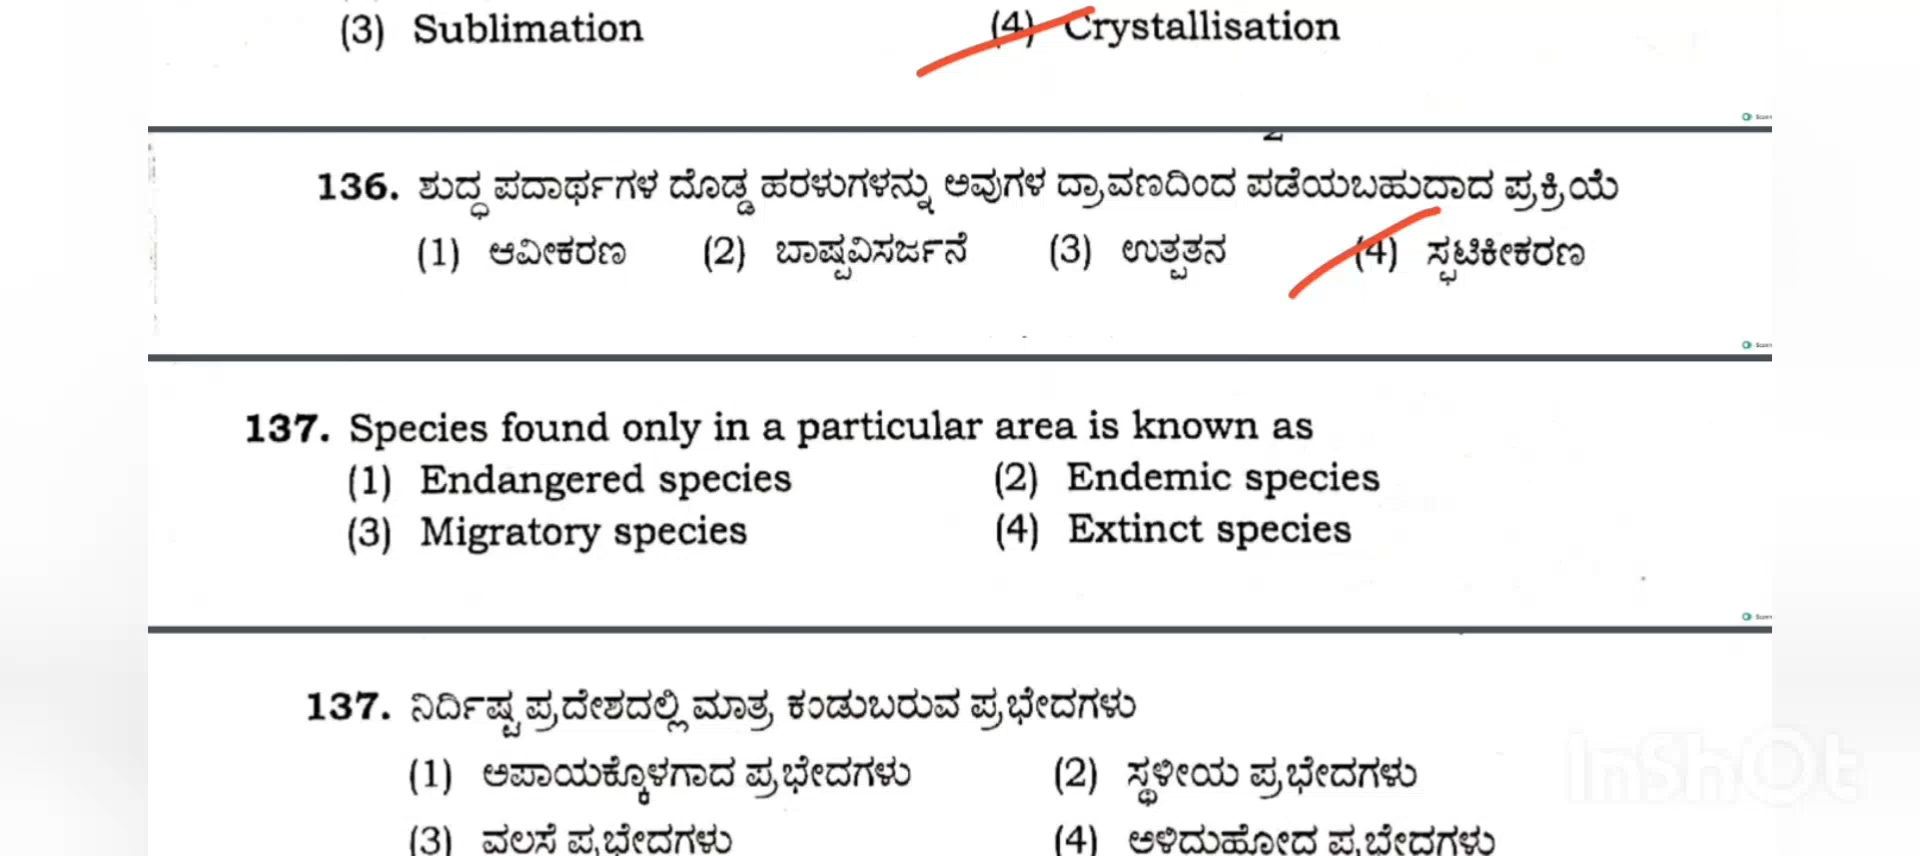 (3) Sublimation (4) Crystallisation
136. ಶುದ್ಧ ಪದಾರ್ಥಗಳ ದೊಡ್ಡ ಹರಳುಗಳನ್ನು ಅವುಗಳ ದ್ರಾವಣದಿಂದ ಪಡೆಯಬಹುದಾದ ಪ್ರಕ್ರಿಯೆ
(1) ಆವೀಕರಣ (2) ಬಾಷ್ಪವಿಸರ್ಜನೆ (3) ಉತ್ಪತನ (4) ಸ್ಫಟಿಕೀಕರಣ
137. Species found only in a particular area is known as
(1) Endangered species (2) Endemic species
(3) Migratory species (4) Extinct species
137. ನಿರ್ದಿಷ್ಟ ಪ್ರದೇಶದಲ್ಲಿ ಮಾತ್ರ ಕಂಡುಬರುವ ಪ್ರಭೇದಗಳು
(1) ಅಪಾಯಕ್ಕೊಳಗಾದ ಪ್ರಭೇದಗಳು (2) ಸ್ಥಳೀಯ ಪ್ರಭೇದಗಳು
(3) ವಲಸೆ ಪ್ರಭೇದಗಳು (4) ಅಳಿದುಹೋದ ಪ್ರಭೇದಗಳು
InShOt